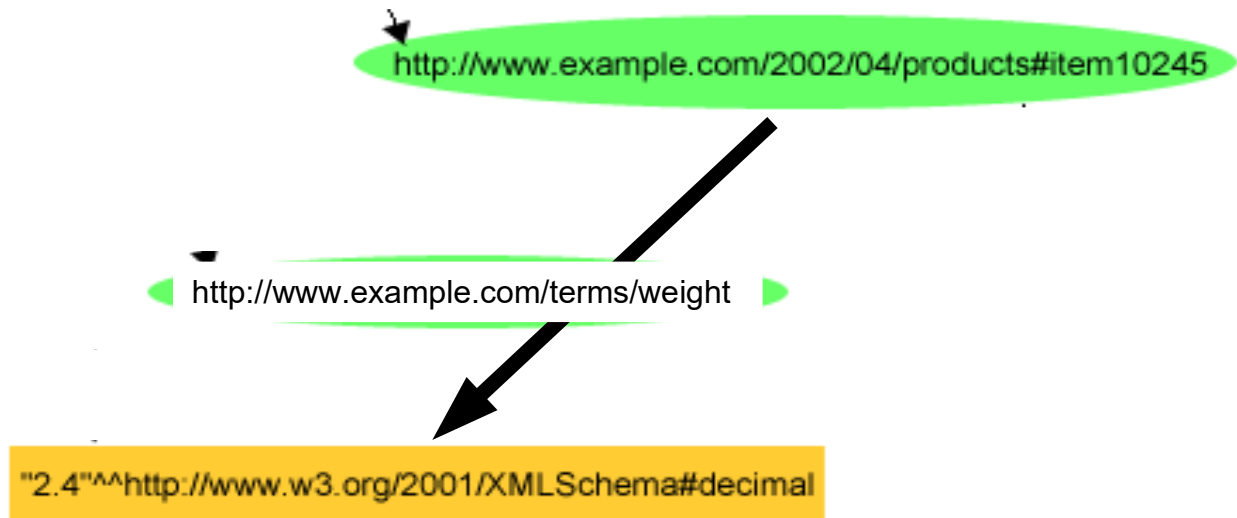 http://www.example.com/2002/04/products#item10245
http://www.example.com/terms/weight
"2.4"^^http://www.w3.org/2001/XMLSchema#decimal